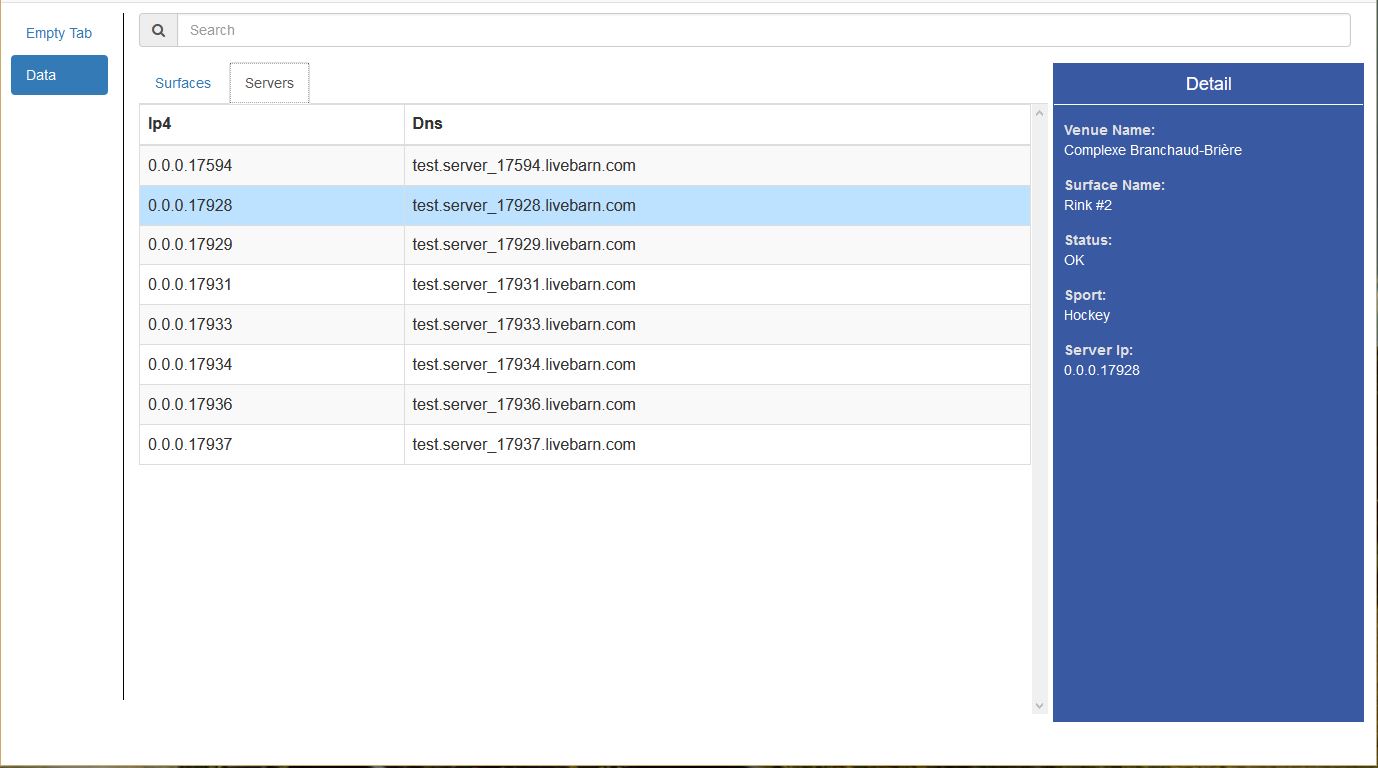 Empty Tab
Data
Search
Surfaces Servers
Ip4 Dns
0.0.0.17594 test.server_17594.livebarn.com
0.0.0.17928 test.server_17928.livebarn.com
0.0.0.17929 test.server_17929.livebarn.com
0.0.0.17931 test.server_17931.livebarn.com
0.0.0.17933 test.server_17933.livebarn.com
0.0.0.17934 test.server_17934.livebarn.com
0.0.0.17936 test.server_17936.livebarn.com
0.0.0.17937 test.server_17937.livebarn.com
Detail
Venue Name:
Complexe Branchaud-Brière
Surface Name:
Rink #2
Status:
OK
Sport:
Hockey
Server Ip:
0.0.0.17928